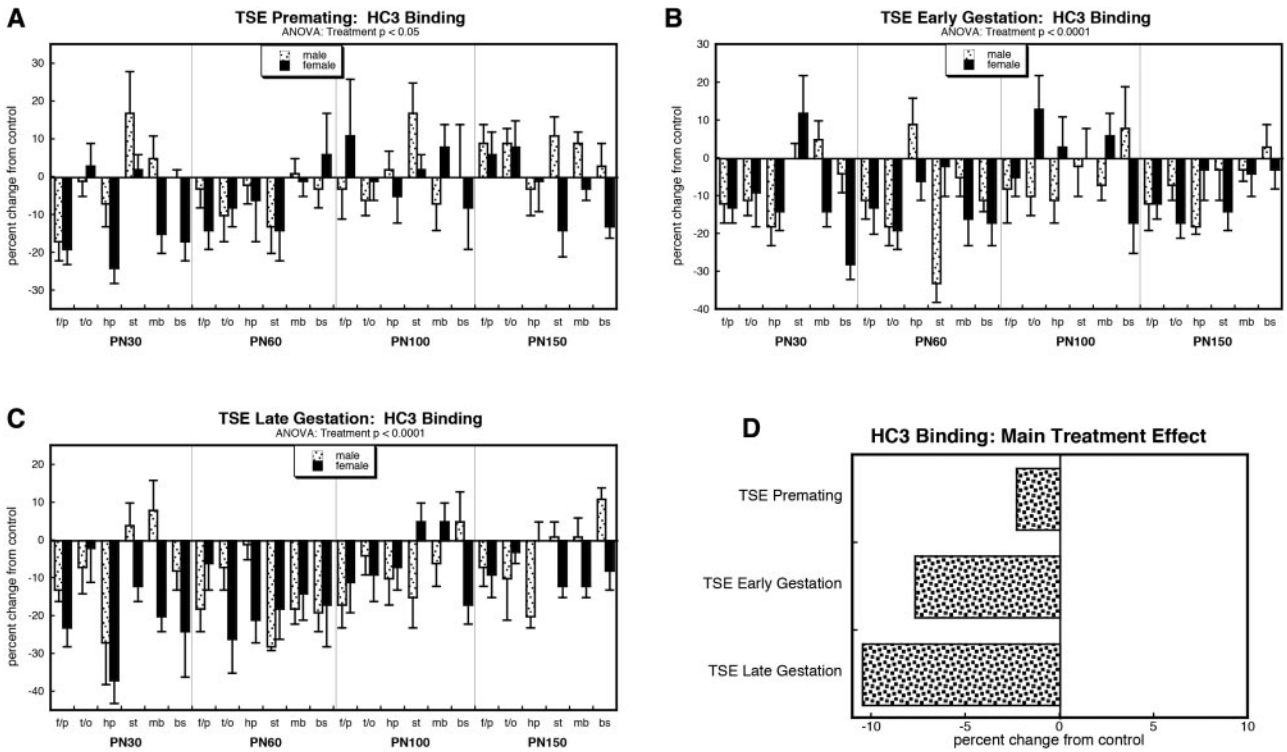 A
TSE Premating: HC3 Binding
ANOVA: Treatment p < 0.05
male
female
percent change from control
30
20
10
0
-10
-20
-30
f/p t/o hp st mb bs f/p t/o hp st mb bs f/p t/o hp st mb bs f/p t/o hp st mb bs
PN30 PN60 PN100 PN150
B
TSE Early Gestation: HC3 Binding
ANOVA: Treatment p < 0.0001
male
female
percent change from control
30
20
10
0
-10
-20
-30
-40
f/p t/o hp st mb bs f/p t/o hp st mb bs f/p t/o hp st mb bs f/p t/o hp st mb bs
PN30 PN60 PN100 PN150
C
TSE Late Gestation: HC3 Binding
ANOVA: Treatment p < 0.0001
male
female
percent change from control
20
10
0
-10
-20
-30
-40
f/p t/o hp st mb bs f/p t/o hp st mb bs f/p t/o hp st mb bs f/p t/o hp st mb bs
PN30 PN60 PN100 PN150
D
HC3 Binding: Main Treatment Effect
TSE Premating
TSE Early Gestation
TSE Late Gestation
-10 -5 0 5 10
percent change from control